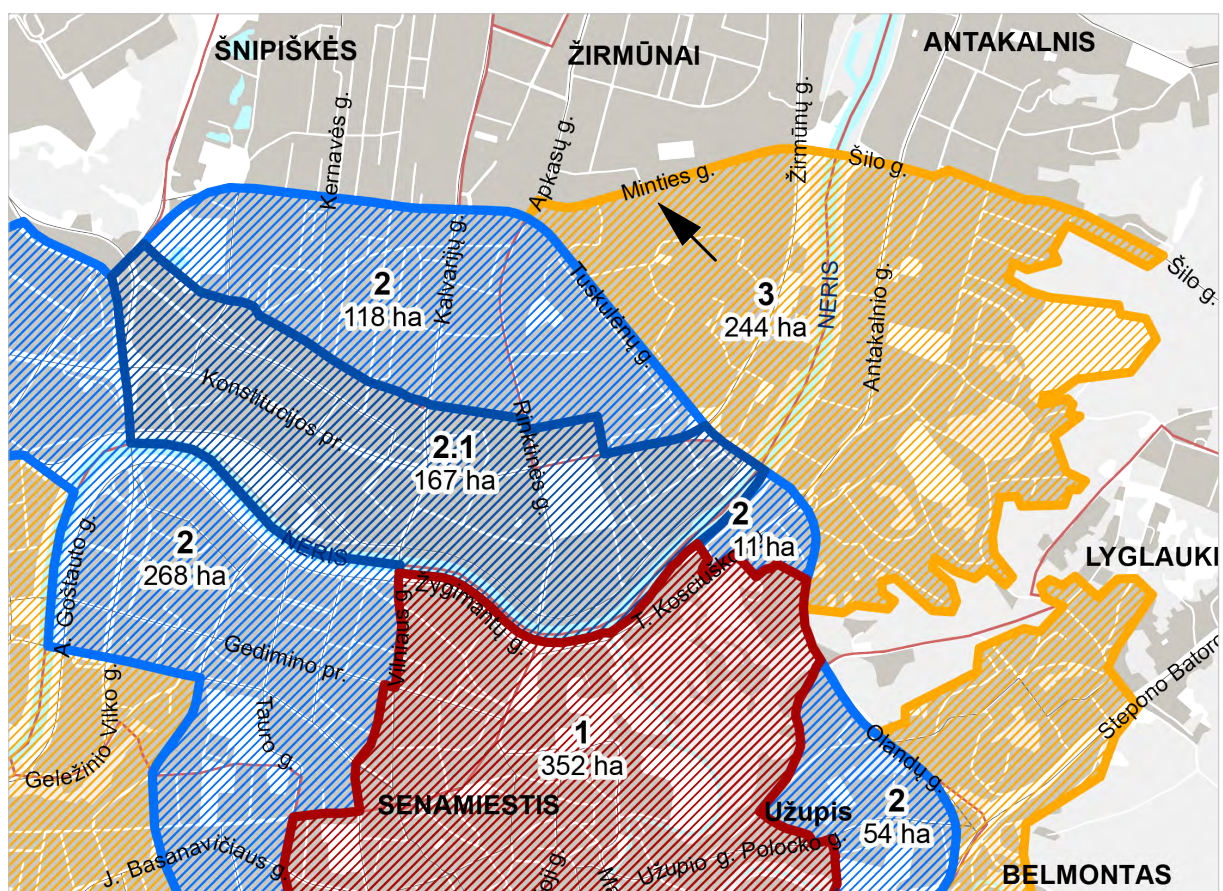 ŠNIPIŠKĖS
ŽIRMŪNAI
ANTAKALNIS
Kernavės g.
Apkasų g.
Žirmūnų g.
Minties g.
Šilo g.
Šilo g.
Kalvarijų g.
Tuskulėnų g.
2
118 ha
3
244 ha
NERIS
Antakalnio g.
Konstitucijos pr.
Rinktinės g.
2.1
167 ha
2
11 ha
NERIS
2
268 ha
A. Goštauto g.
Žygimantų g.
T. Kosciuškos
LYGLAUKI
Vilniaus g.
Gedimino pr.
Geležinio Vilko g.
Tauro g.
1
352 ha
Stepono Batoro
Olandų g.
SENAMIESTIS
Užupis
2
54 ha
J. Basanavičiaus g.
Užupio g.
Polocko g.
BELMONTAS